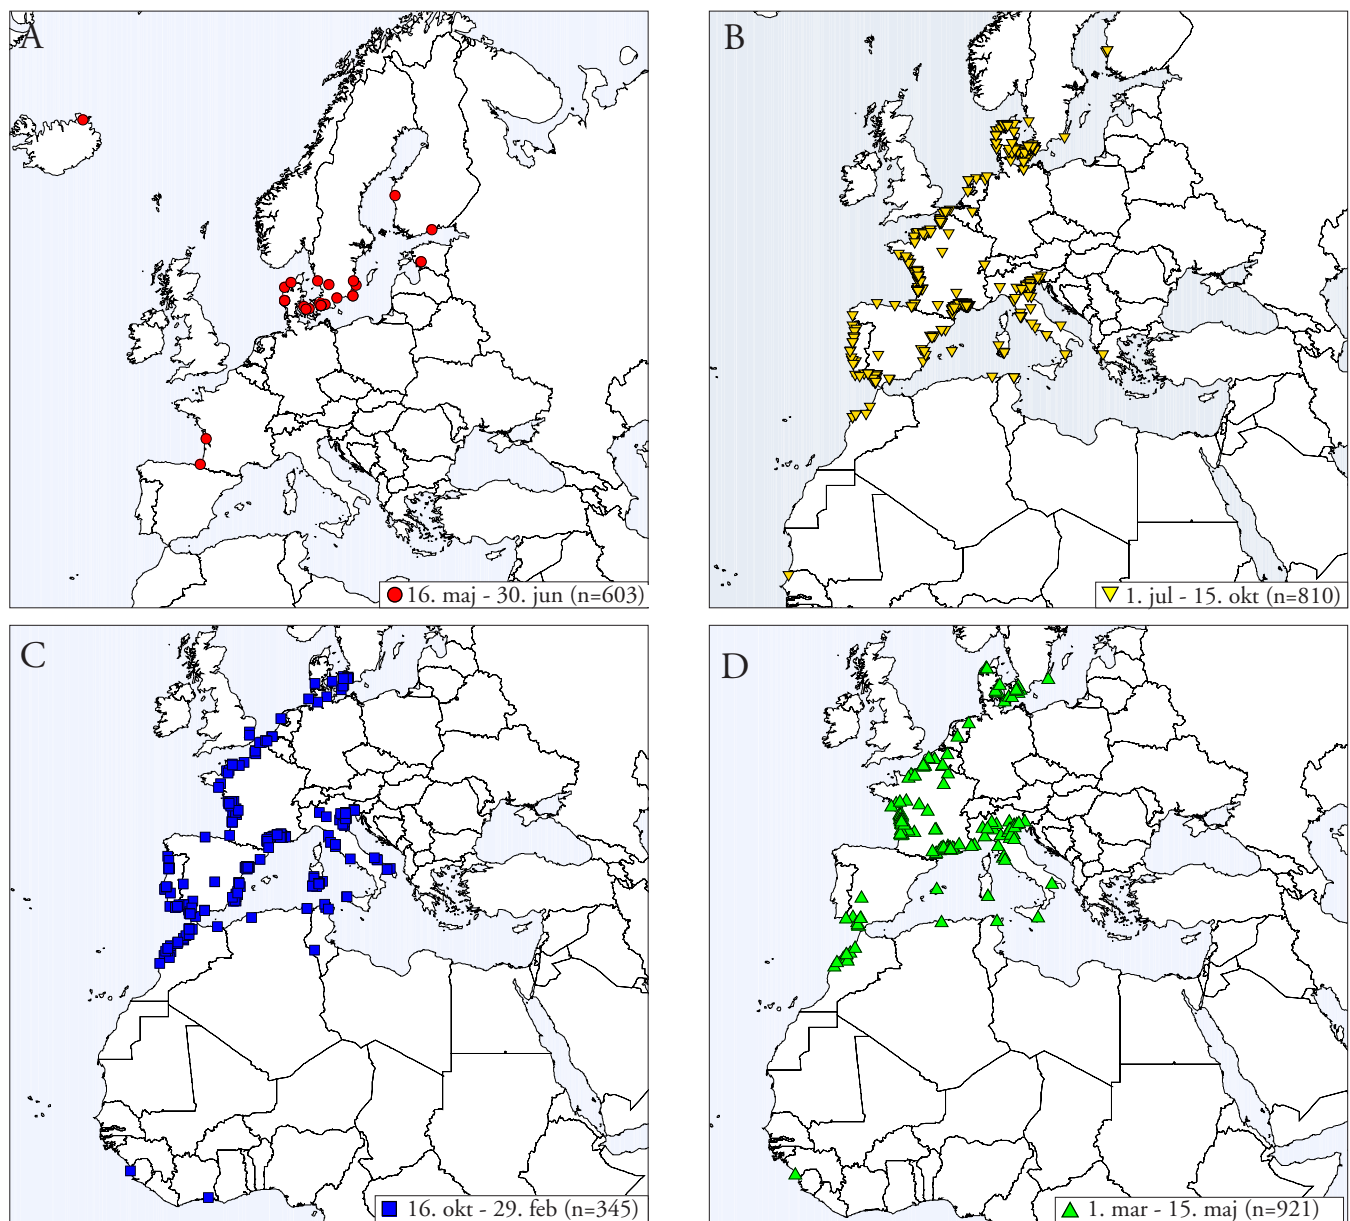 A
B
16. maj - 30. jun (n=603)
1. jul - 15. okt (n=810)
C
D
16. okt - 29. feb (n=345)
1. mar - 15. maj (n=921)